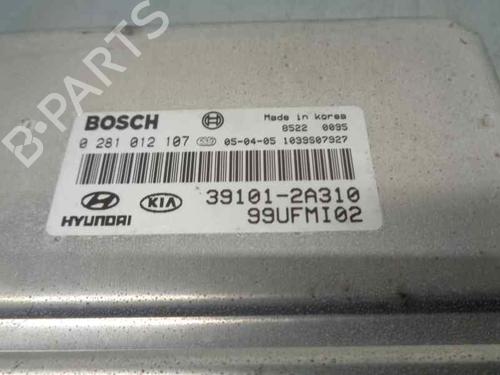 Made in korea
BOSCH
8522 0095
0 281 012 107 05-04-05 1039S07927
HYUNDAI KIA 39101-2A310
99UFMI02
B-PARTS